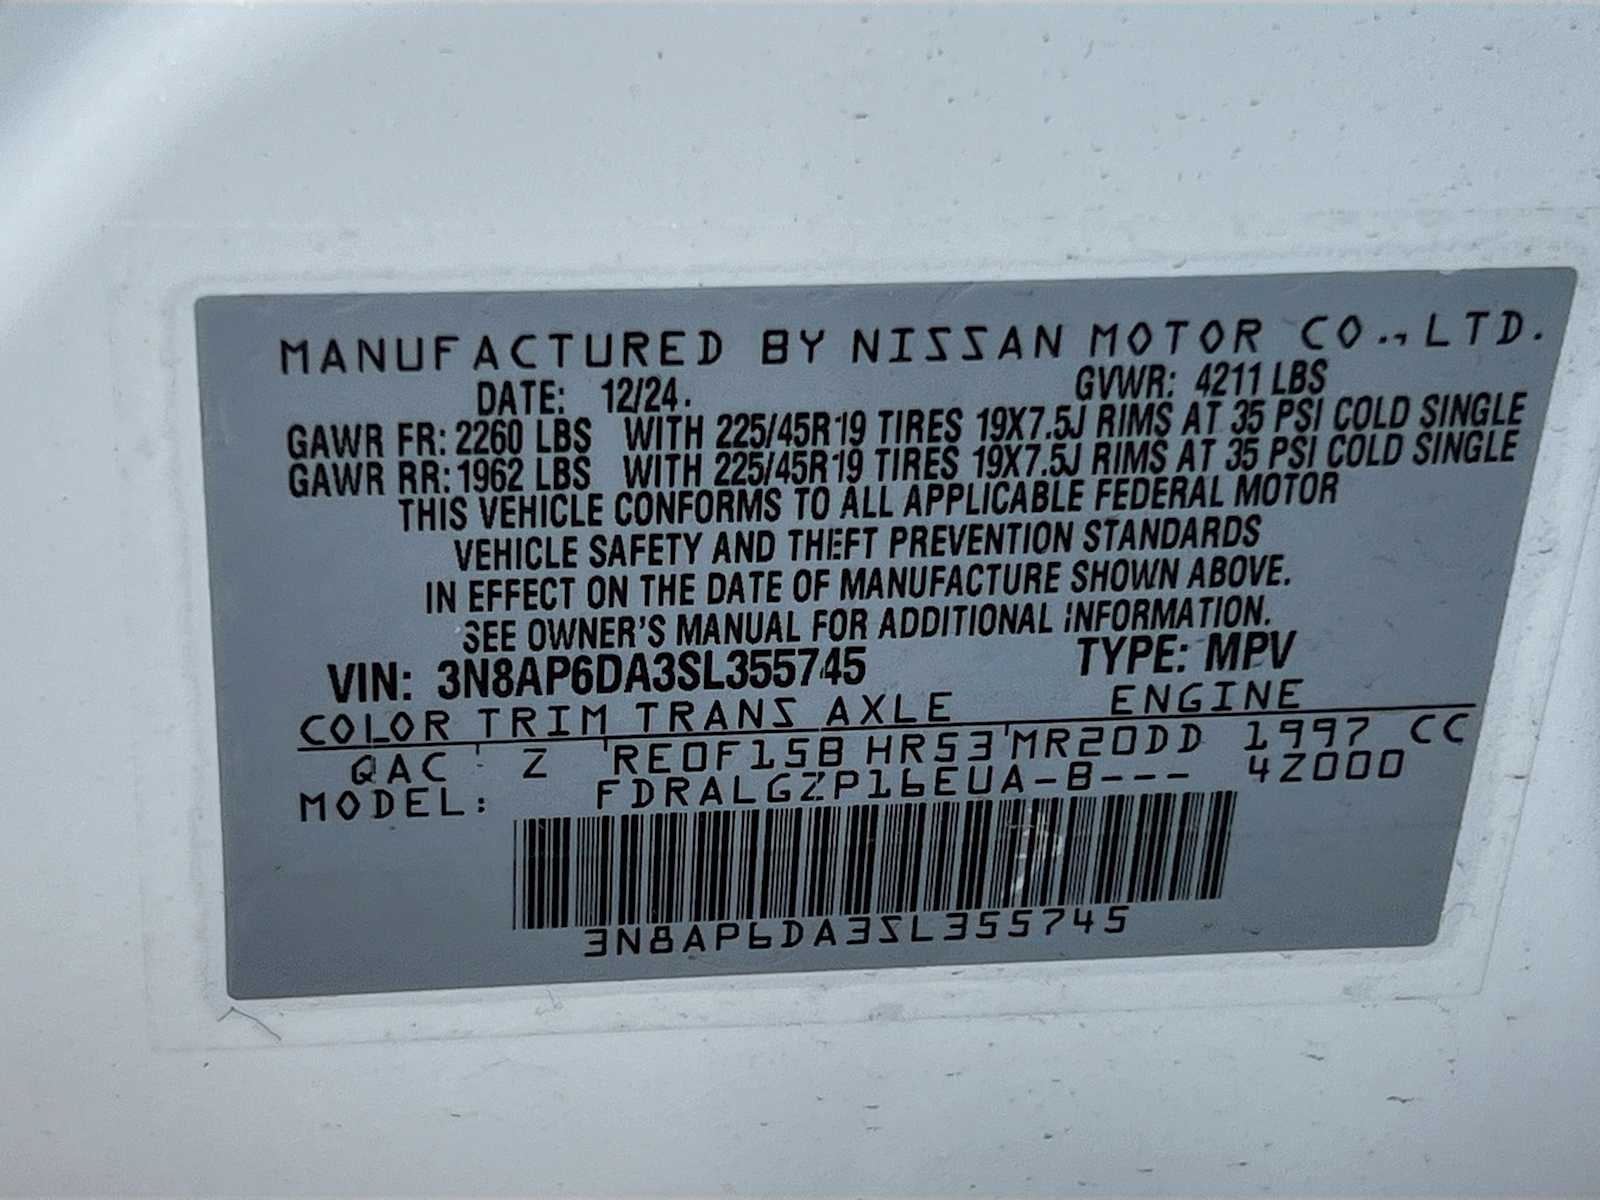 MANUFACTURED BY NISSAN MOTOR CO., LTD.
DATE: 12/24. GVWR: 4211 LBS
GAWR FR: 2260 LBS WITH 225/45R19 TIRES 19X7.5J RIMS AT 35 PSI COLD SINGLE
GAWR RR: 1962 LBS WITH 225/45R19 TIRES 19X7.5J RIMS AT 35 PSI COLD SINGLE
THIS VEHICLE CONFORMS TO ALL APPLICABLE FEDERAL MOTOR
VEHICLE SAFETY AND THEFT PREVENTION STANDARDS
IN EFFECT ON THE DATE OF MANUFACTURE SHOWN ABOVE.
SEE OWNER'S MANUAL FOR ADDITIONAL INFORMATION.
VIN: 3N8AP6DA3SL355745 TYPE: MPV
COLOR TRIM TRANS AXLE ENGINE
QAC Z RE0F15B HR53 MR20DD 1997 CC
MODEL: FDRALGZP16EUA-B--- 4Z000
3N8AP6DA3SL355745